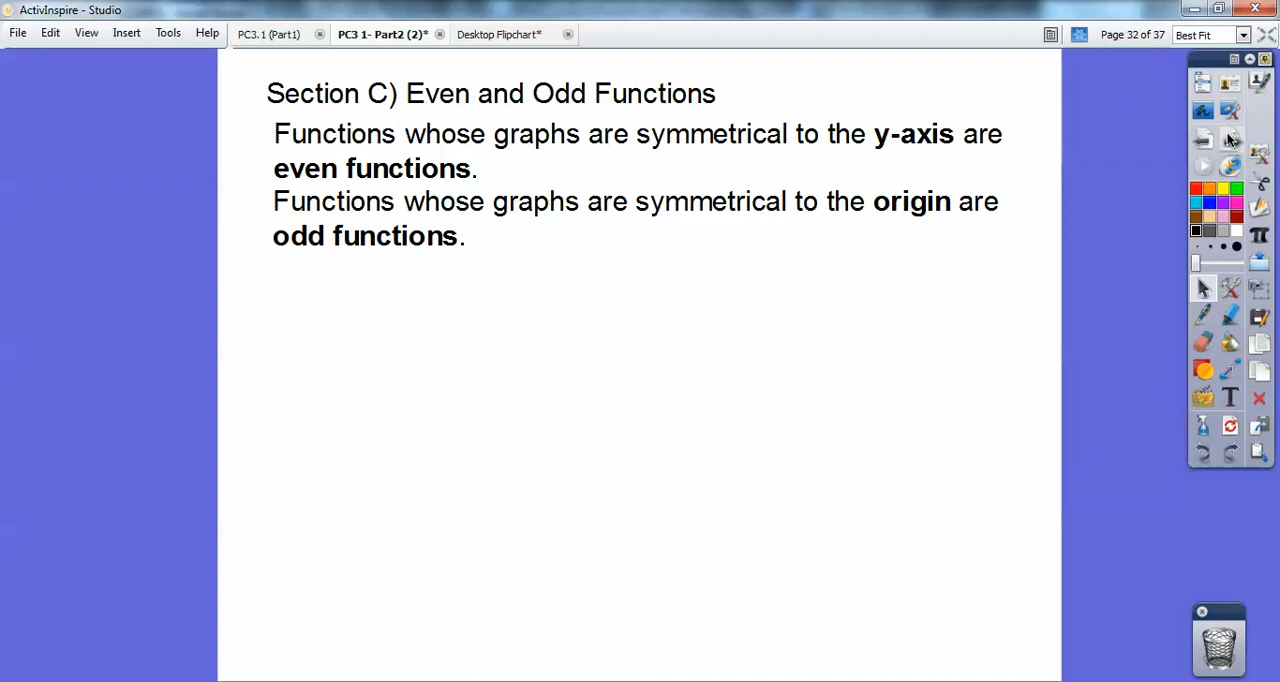 ActivInspire - Studio
File Edit View Insert Tools Help
PC3.1 (Part1) PC3 1- Part2 (2)* Desktop Flipchart* Page 32 of 37 Best Fit
Section C) Even and Odd Functions
Functions whose graphs are symmetrical to the y-axis are
even functions.
Functions whose graphs are symmetrical to the origin are
odd functions.